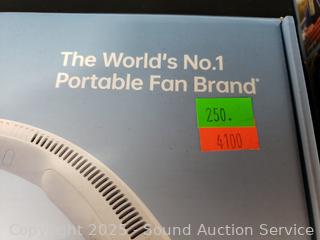 The World's No.1
Portable Fan Brand*
250.
4100
Copyright 2025 - Sound Auction Service